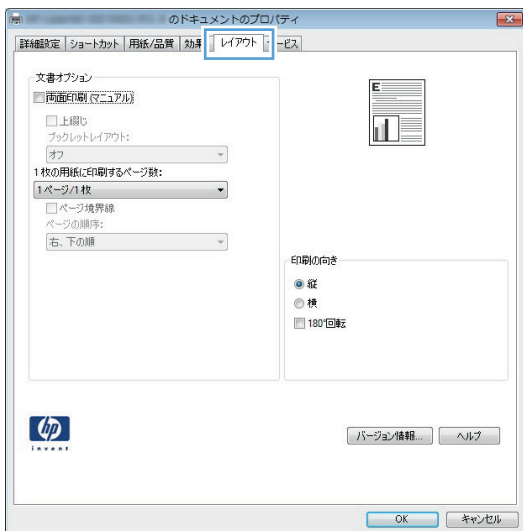 のドキュメントのプロパティ
詳細設定 ショートカット 用紙/品質 効果 レイアウト ービス
文書オプション
両面印刷(マニュアル)
上綴じ
ブックレットレイアウト:
オフ
1枚の用紙に印刷するページ数:
1ページ/1枚
ページ境界線
ページの順序:
右、下の順
E
印刷の向き
縦
横
180°回転
hp
invent
バージョン情報... ヘルプ
OK キャンセル